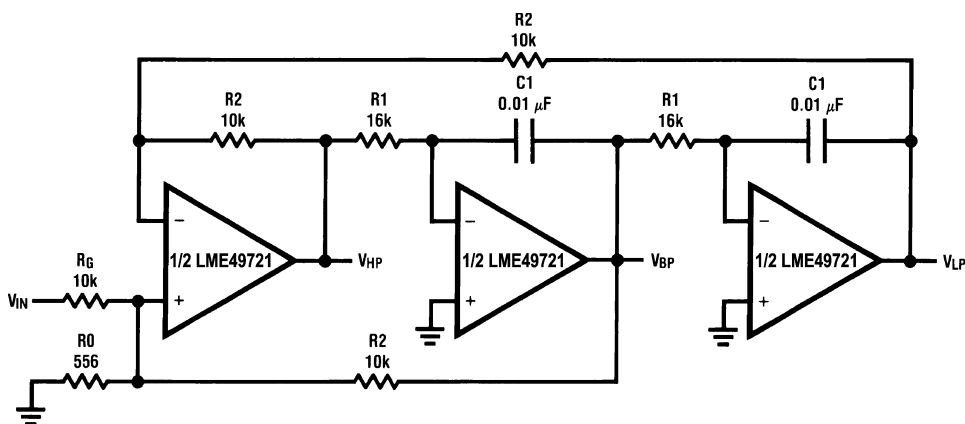 R2
10k
R2
10k
R1
16k
C1
0.01 μF
R1
16k
C1
0.01 μF
−
−
−
1/2 LME49721
VHP
1/2 LME49721
VBP
1/2 LME49721
VLP
RG
10k
VIN
+
+
+
R0
556
R2
10k